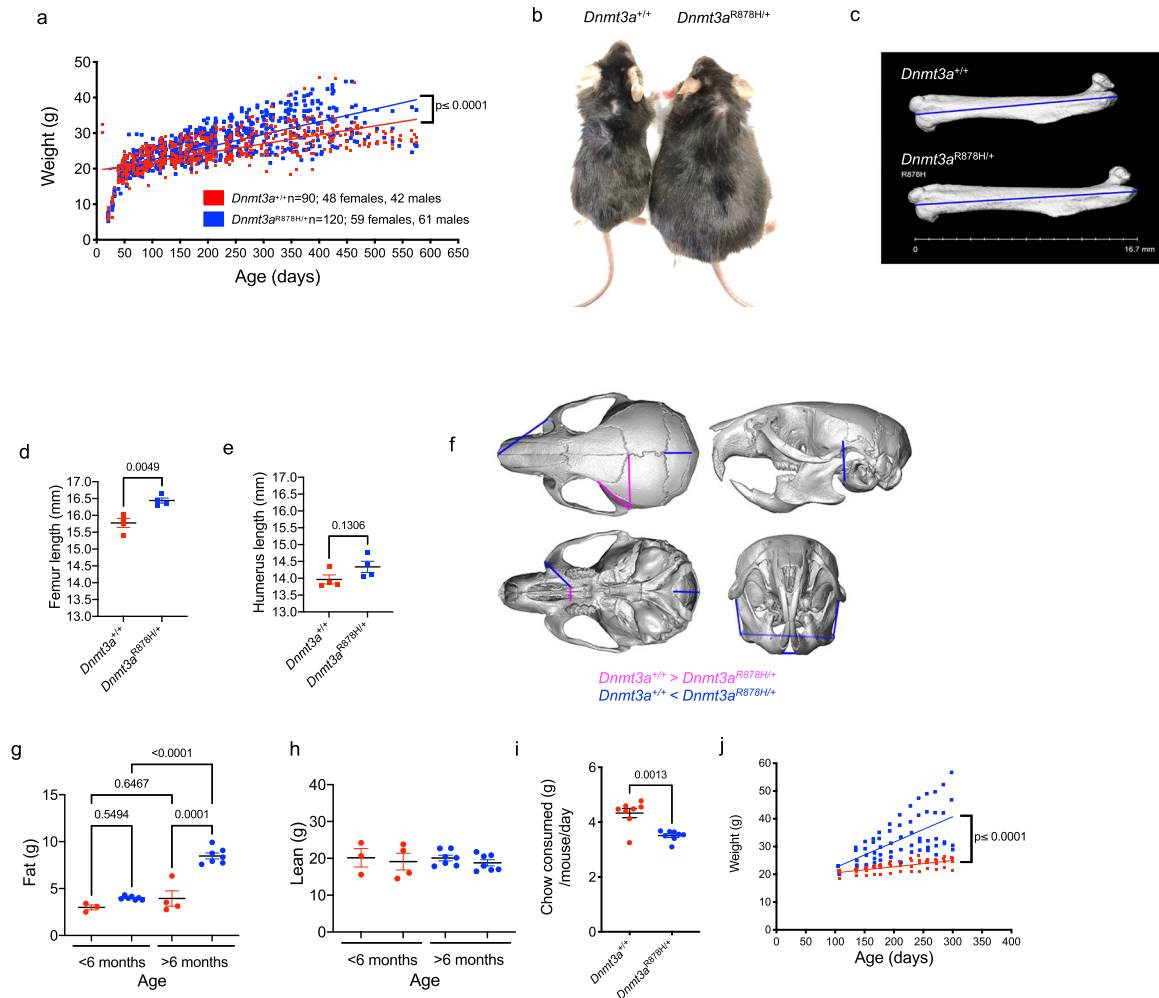 a
Weight (g)
50
40
30
20
10
0
0 50 100 150 200 250 300 350 400 450 500 550 600 650
Age (days)
p≤ 0.0001
Dnmt3a+/+n=90; 48 females, 42 males
Dnmt3aR878H/+n=120; 59 females, 61 males
b
Dnmt3a+/+ Dnmt3aR878H/+
c
Dnmt3a+/+
Dnmt3aR878H/+
R878H
0 16.7 mm
d
Femur length (mm)
0.0049
17.0
16.5
16.0
15.5
15.0
14.5
14.0
13.5
13.0
Dnmt3a+/+
Dnmt3aR878H/+
e
Humerus length (mm)
17.0
16.5
16.0
15.5
15.0
14.5
14.0
13.5
13.0
0.1306
Dnmt3a+/+
Dnmt3aR878H/+
f
Dnmt3a+/+ > Dnmt3aR878H/+
Dnmt3a+/+ < Dnmt3aR878H/+
g
Fat (g)
<0.0001
0.6467
0.5494 0.0001
15
10
5
0
<6 months >6 months
Age
h
Lean (g)
40
30
20
10
0
<6 months >6 months
Age
i
Chow consumed (g)
/mouse/day
0.0013
6
4
2
0
Dnmt3a+/+
Dnmt3aR878H/+
j
Weight (g)
60
50
40
30
20
10
0
0 50 100 150 200 250 300 400
p≤ 0.0001
Age (days)